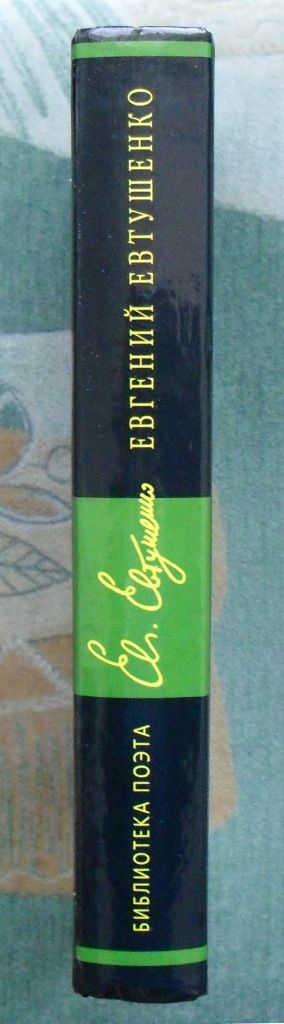 ЕВГЕНИЙ ЕВТУШЕНКО
Евг. Евтушенко
БИБЛИОТЕКА ПОЭТА